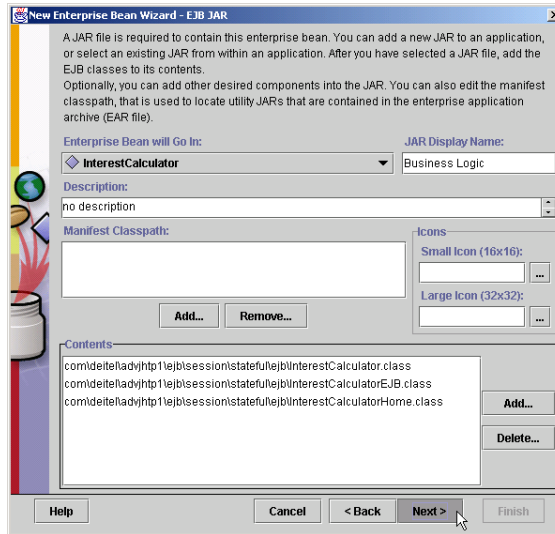 New Enterprise Bean Wizard - EJB JAR
A JAR file is required to contain this enterprise bean. You can add a new JAR to an application,
or select an existing JAR from within an application. After you have selected a JAR file, add the
EJB classes to its contents.
Optionally, you can add other desired components into the JAR. You can also edit the manifest
classpath, that is used to locate utility JARs that are contained in the enterprise application
archive (EAR file).
Enterprise Bean will Go In:
JAR Display Name:
InterestCalculator
Business Logic
Description:
no description
Manifest Classpath:
Icons
Small Icon (16x16):
...
Large Icon (32x32):
...
Add...
Remove...
Contents
com\deitel\advjhtp1\ejb\session\stateful\ejb\InterestCalculator.class
com\deitel\advjhtp1\ejb\session\stateful\ejb\InterestCalculatorEJB.class
com\deitel\advjhtp1\ejb\session\stateful\ejb\InterestCalculatorHome.class
Add...
Delete...
Help
Cancel
< Back
Next >
Finish